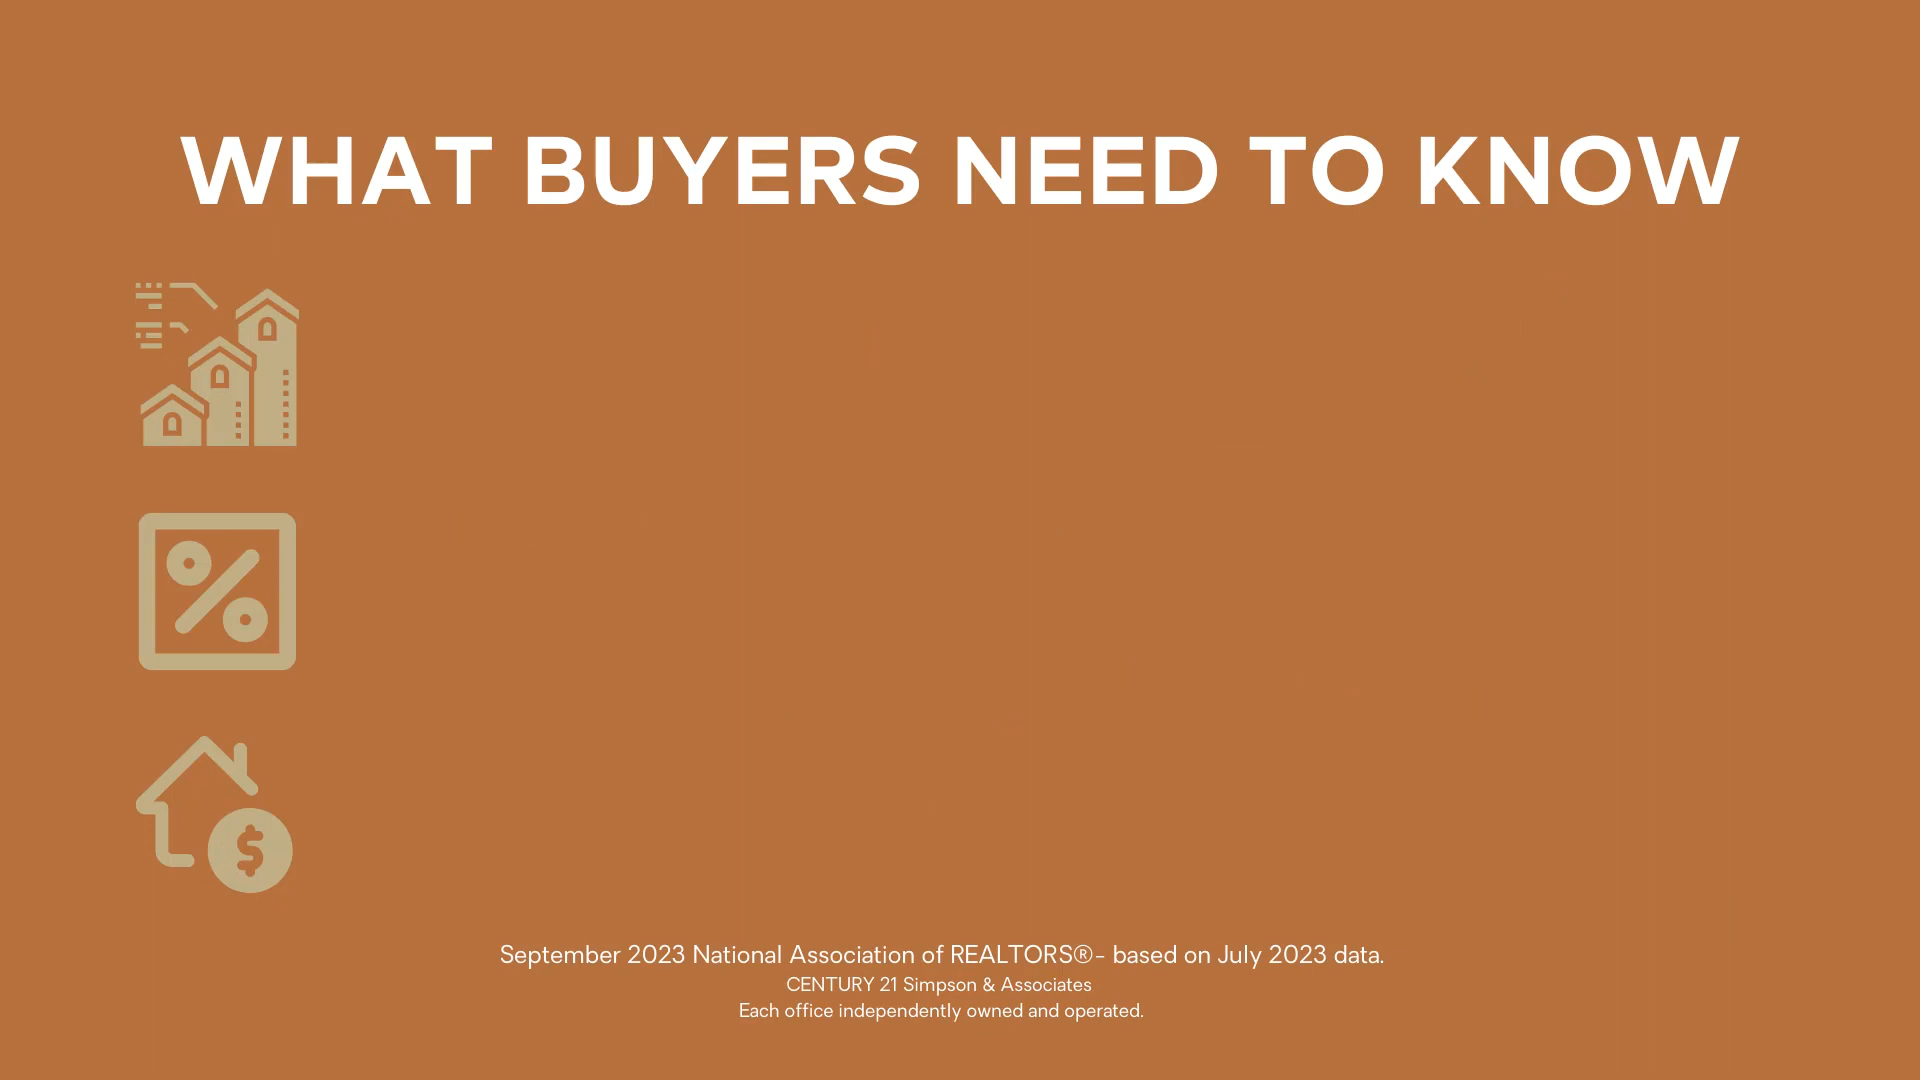 WHAT BUYERS NEED TO KNOW
September 2023 National Association of REALTORS®- based on July 2023 data.
CENTURY 21 Simpson & Associates
Each office independently owned and operated.